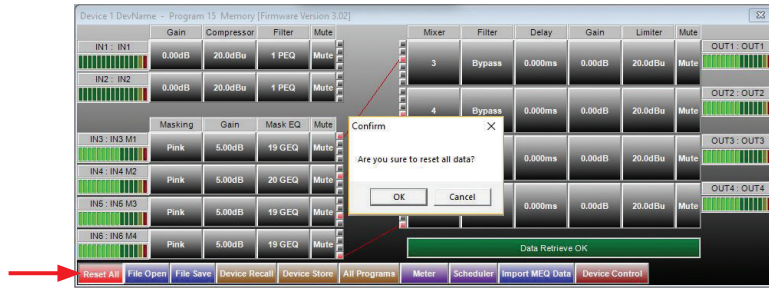 Device 1 DevName - Program 15 Memory [Firmware Version 3.02]
Gain Compressor Filter Mute Mixer Filter Delay Gain Limiter Mute
IN1 : IN1 0.00dB 20.0dBu 1 PEQ Mute 3 Bypass 0.000ms 0.00dB 20.0dBu Mute OUT1 : OUT1
IN2 : IN2 0.00dB 20.0dBu 1 PEQ Mute 4 Bypass 0.000ms 0.00dB 20.0dBu Mute OUT2 : OUT2
Masking Gain Mask EQ Mute
Confirm
Are you sure to reset all data?
OK Cancel
IN3 : IN3 M1 Pink 5.00dB 19 GEQ Mute 0.000ms 0.00dB 20.0dBu Mute OUT3 : OUT3
IN4 : IN4 M2 Pink 5.00dB 20 GEQ Mute
IN5 : IN5 M3 Pink 5.00dB 19 GEQ Mute 0.000ms 0.00dB 20.0dBu Mute OUT4 : OUT4
IN6 : IN6 M4 Pink 5.00dB 19 GEQ Mute
Data Retrieve OK
Reset All File Open File Save Device Recall Device Store All Programs Meter Scheduler Import MEQ Data Device Control